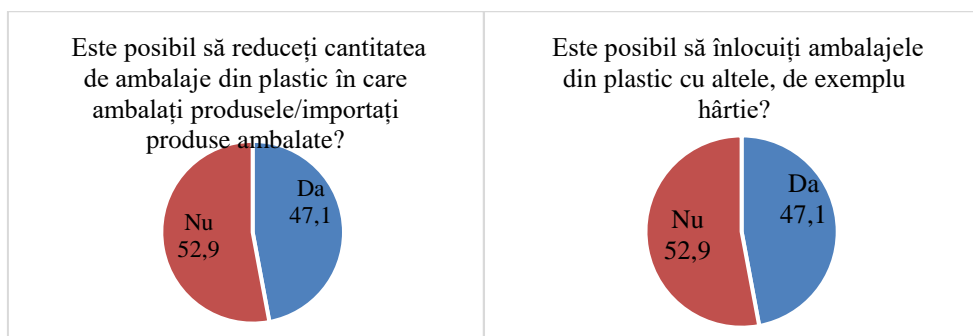 Este posibil să reduceți cantitatea
de ambalaje din plastic în care
ambalați produsele/importați
produse ambalate?
Da
47,1
Nu
52,9
Este posibil să înlocuiți ambalajele
din plastic cu altele, de exemplu
hârtie?
Da
47,1
Nu
52,9